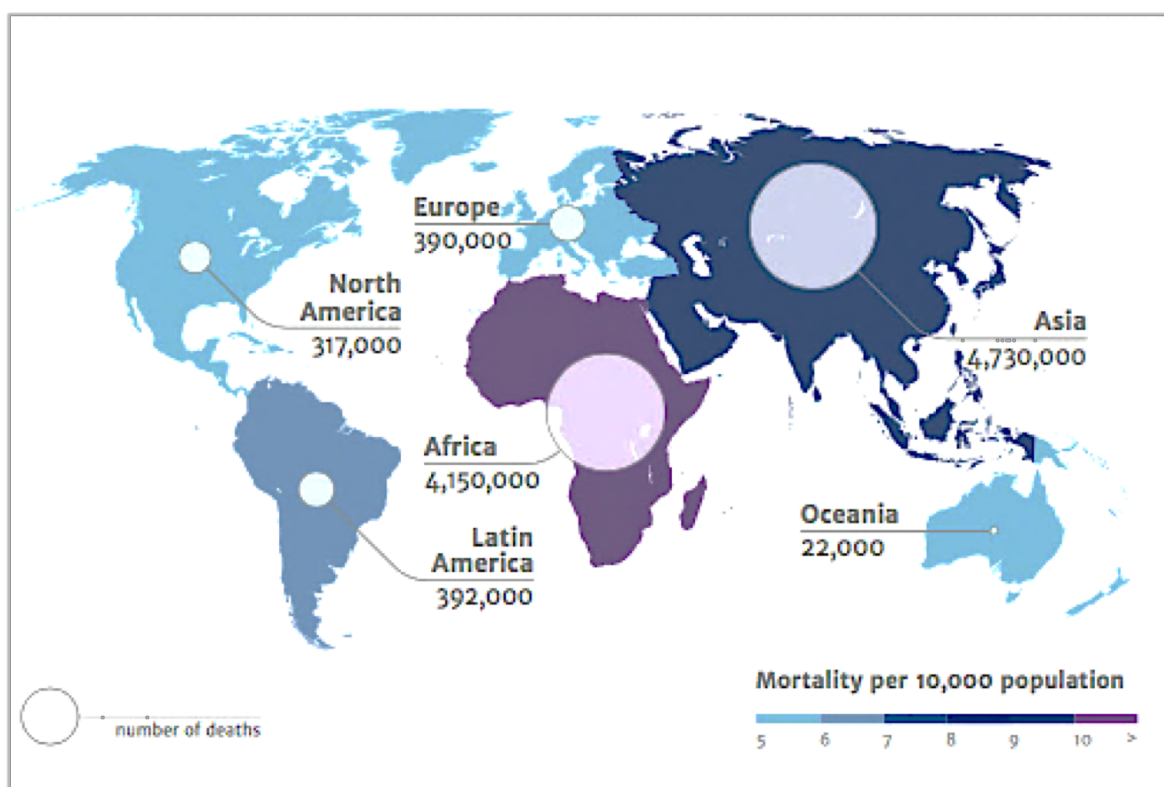 Europe
390,000
North
America
317,000
Asia
4,730,000
Africa
4,150,000
Oceania
22,000
Latin
America
392,000
Mortality per 10,000 population
5 6 7 8 9 10 >
number of deaths